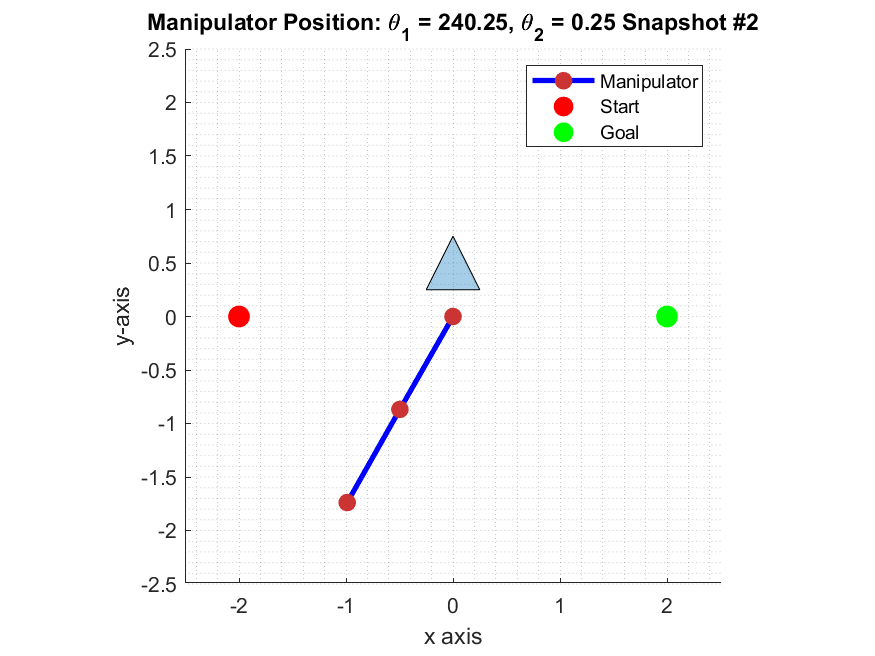 Manipulator Position: θ1 = 240.25, θ2 = 0.25 Snapshot #2
Manipulator
Start
Goal
2.5
2
1.5
1
0.5
0
-0.5
-1
-1.5
-2
-2.5
y-axis
-2 -1 0 1 2
x axis